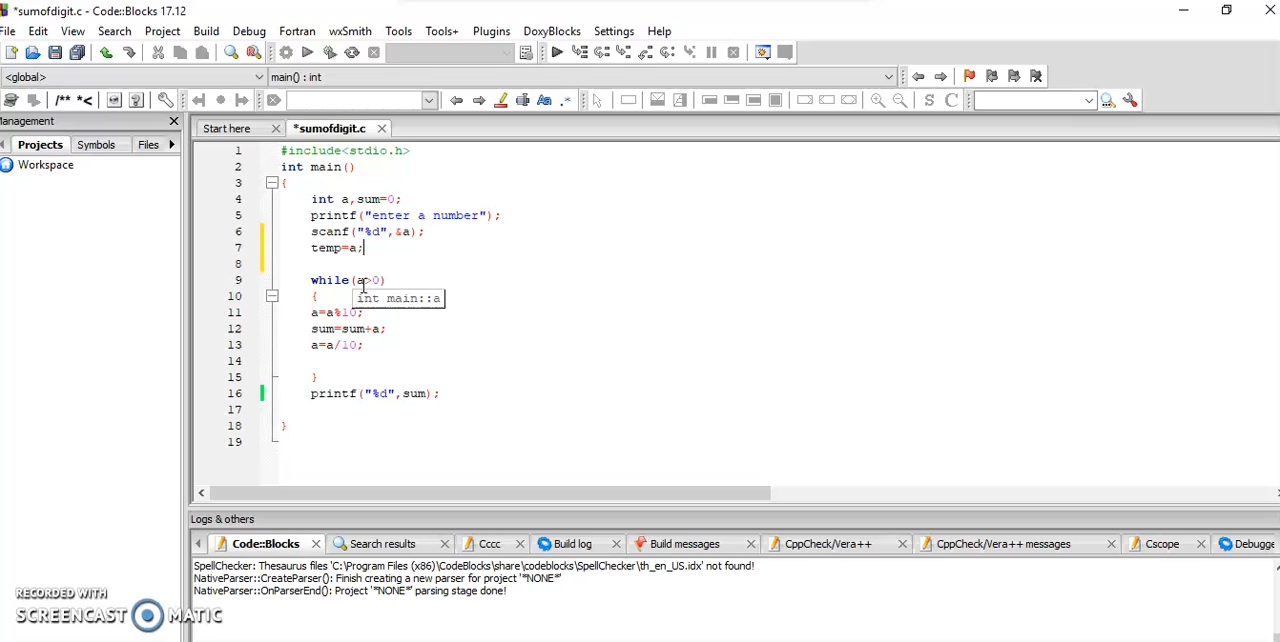 *sumofdigit.c - Code::Blocks 17.12
File Edit View Search Project Build Debug Fortran wxSmith Tools Tools+ Plugins DoxyBlocks Settings Help
<global> main() : int
/** *< Aa .* S C
Management
Start here *sumofdigit.c
Projects Symbols Files
Workspace
1 #include<stdio.h>
2 int main()
3 {
4 int a,sum=0;
5 printf("enter a number");
6 scanf("%d",&a);
7 temp=a;
8
9 while(a>0)
10 {
int main::a
11 a=a%10;
12 sum=sum+a;
13 a=a/10;
14
15 }
16 printf("%d",sum);
17
18 }
19
Logs & others
Code::Blocks Search results Cccc Build log Build messages CppCheck/Vera++ CppCheck/Vera++ messages Cscope Debugge
SpellChecker: Thesaurus files 'C:\Program Files (x86)\CodeBlocks\share\codeblocks\SpellChecker\th_en_US.idx' not found!
NativeParser::CreateParser(): Finish creating a new parser for project '*NONE*'
NativeParser::OnParserEnd(): Project '*NONE*' parsing stage done!
RECORDED WITH
SCREENCAST MATIC